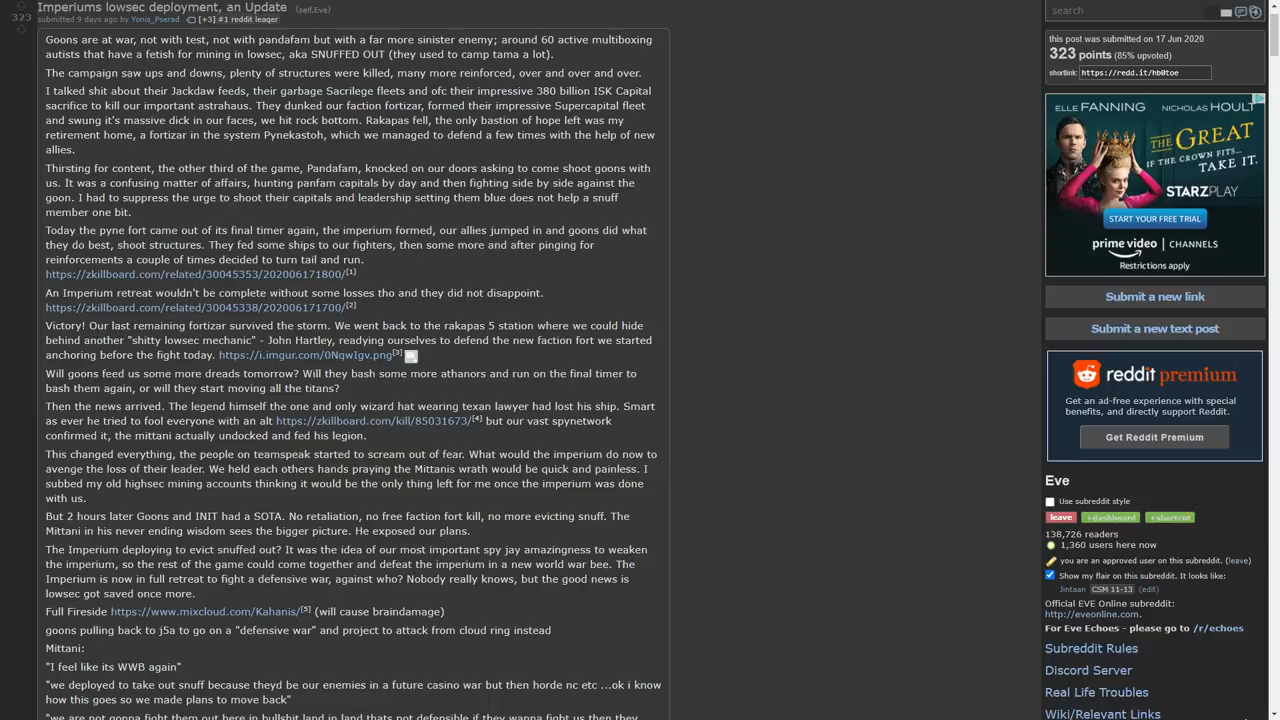 Imperiums lowsec deployment, an Update (self.Eve)
323
submitted 9 days ago by Yonis_Pserad [+3] #1 reddit leaqer
Goons are at war, not with test, not with pandafam but with a far more sinister enemy; around 60 active multiboxing
autists that have a fetish for mining in lowsec, aka SNUFFED OUT (they used to camp tama a lot).
The campaign saw ups and downs, plenty of structures were killed, many more reinforced, over and over and over.
I talked shit about their Jackdaw feeds, their garbage Sacrilege fleets and ofc their impressive 380 billion ISK Capital
sacrifice to kill our important astrahaus. They dunked our faction fortizar, formed their impressive Supercapital fleet
and swung it's massive dick in our faces, we hit rock bottom. Rakapas fell, the only bastion of hope left was my
retirement home, a fortizar in the system Pynekastoh, which we managed to defend a few times with the help of new
allies.
Thirsting for content, the other third of the game, Pandafam, knocked on our doors asking to come shoot goons with
us. It was a confusing matter of affairs, hunting panfam capitals by day and then fighting side by side against the
goon. I had to suppress the urge to shoot their capitals and leadership setting them blue does not help a snuff
member one bit.
Today the pyne fort came out of its final timer again, the imperium formed, our allies jumped in and goons did what
they do best, shoot structures. They fed some ships to our fighters, then some more and after pinging for
reinforcements a couple of times decided to turn tail and run.
https://zkillboard.com/related/30045353/202006171800/[1]
An Imperium retreat wouldn't be complete without some losses tho and they did not disappoint.
https://zkillboard.com/related/30045338/202006171700/[2]
Victory! Our last remaining fortizar survived the storm. We went back to the rakapas 5 station where we could hide
behind another "shitty lowsec mechanic" - John Hartley, readying ourselves to defend the new faction fort we started
anchoring before the fight today. https://i.imgur.com/0NqwIgv.png[3]
Will goons feed us some more dreads tomorrow? Will they bash some more athanors and run on the final timer to
bash them again, or will they start moving all the titans?
Then the news arrived. The legend himself the one and only wizard hat wearing texan lawyer had lost his ship. Smart
as ever he tried to fool everyone with an alt https://zkillboard.com/kill/85031673/[4] but our vast spynetwork
confirmed it, the mittani actually undocked and fed his legion.
This changed everything, the people on teamspeak started to scream out of fear. What would the imperium do now to
avenge the loss of their leader. We held each others hands praying the Mittanis wrath would be quick and painless. I
subbed my old highsec mining accounts thinking it would be the only thing left for me once the imperium was done
with us.
But 2 hours later Goons and INIT had a SOTA. No retaliaron, no free faction fort kill, no more evicting snuff. The
Mittani in his never ending wisdom sees the bigger picture. He exposed our plans.
The Imperium deploying to evict snuffed out? It was the idea of our most important spy jay amazingness to weaken
the imperium, so the rest of the game could come together and defeat the imperium in a new world war bee. The
Imperium is now in full retreat to fight a defensive war, against who? Nobody really knows, but the good news is
lowsec got saved once more.
Full Fireside https://www.mixcloud.com/Kahanis/[5] (will cause braindamage)
goons pulling back to j5a to go on a "defensive war" and project to attack from cloud ring instead
Mittani:
"I feel like its WWB again"
"we deployed to take out snuff because theyd be our enemies in a future casino war but then horde nc etc ...ok i know
how this goes so we made plans to move back"
"we are not gonna fight them out here in bullshit land in land thats not defensible if they wanna fight us then they
search
this post was submitted on 17 Jun 2020
323 points (85% upvoted)
shortlink: https://redd.it/hb0toe
ELLE FANNING NICHOLAS HOULT
THE GREAT
IF THE CROWN FITS... TAKE IT.
STARZPLAY
START YOUR FREE TRIAL
prime video | CHANNELS
Restrictions apply
Submit a new link
Submit a new text post
reddit premium
Get an ad-free experience with special
benefits, and directly support Reddit.
Get Reddit Premium
Eve
Use subreddit style
leave +dashboard +shortcut
138,726 readers
1,360 users here now
you are an approved user on this subreddit. (leave)
Show my flair on this subreddit. It looks like:
Jintaan CSM 11-13 (edit)
Official EVE Online subreddit:
http://eveonline.com.
For Eve Echoes - please go to /r/echoes
Subreddit Rules
Discord Server
Real Life Troubles
Wiki/Relevant Links